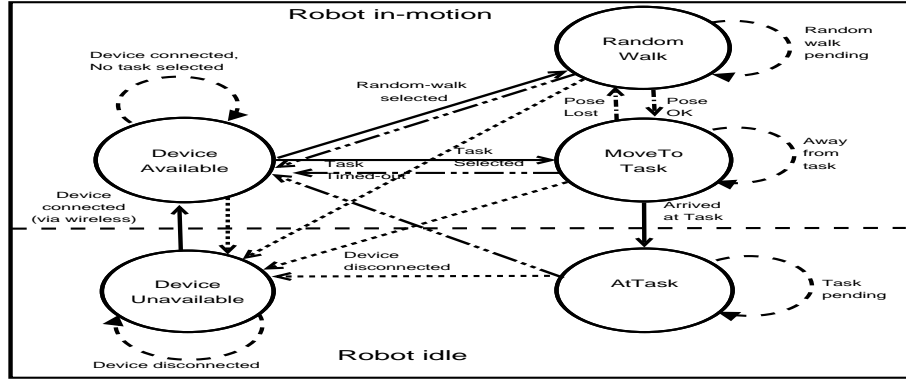 Robot in-motion
Device connected,
No task selected
Random
Walk
Random
walk
pending
Random-walk
selected
Pose
Lost
Pose
OK
Device
Available
Task
Timed-out
Task
Selected
MoveTo
Task
Away
from
task
Device
connected
(via wireless)
Arrived
at Task
Device
disconnected
Device
Unavailable
AtTask
Task
pending
Device disconnected
Robot idle